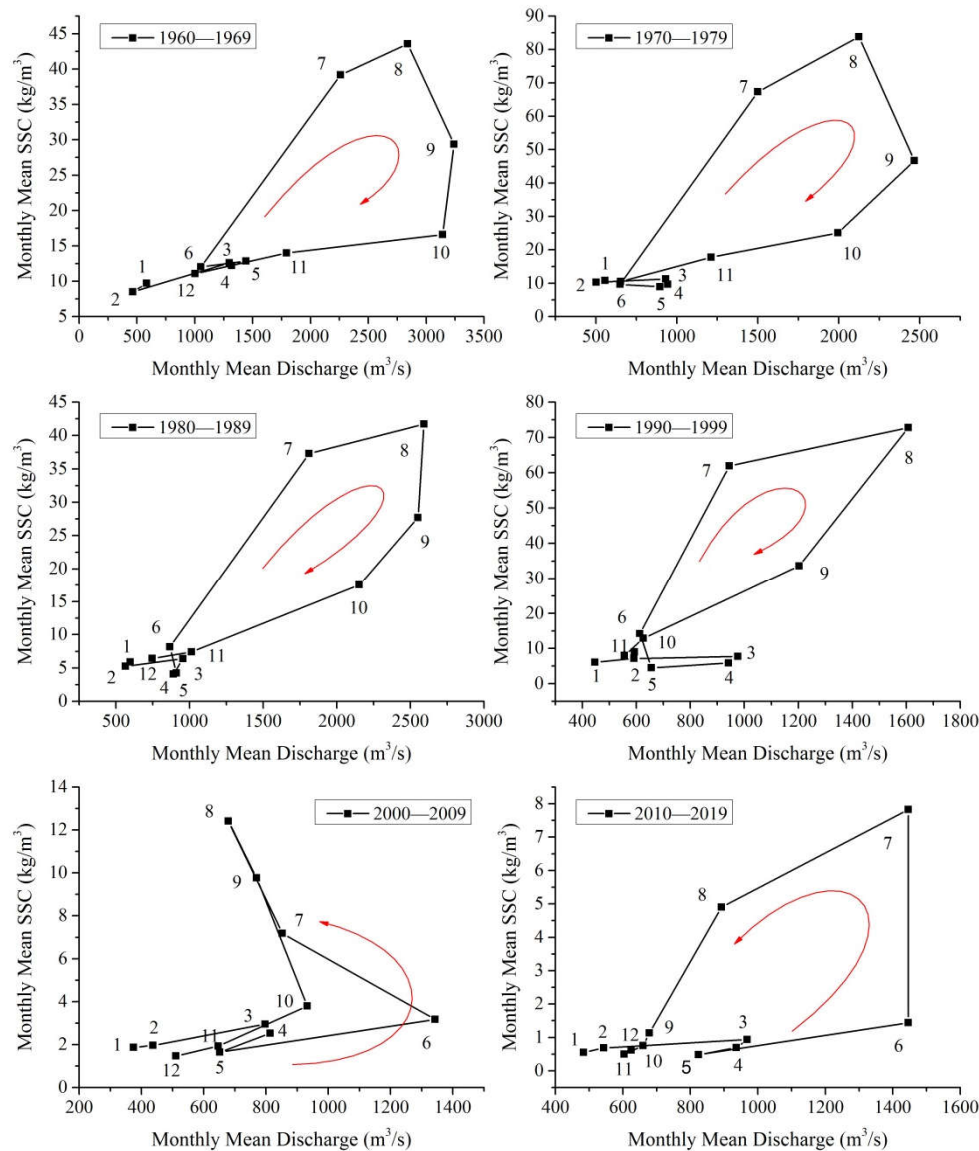 1960—1969
Monthly Mean SSC (kg/m³)
45
40
35
30
25
20
15
10
5
0 500 1000 1500 2000 2500 3000 3500
Monthly Mean Discharge (m³/s)
1 2 3 4 5 6 7 8 9 10 11 12
1970—1979
Monthly Mean SSC (kg/m³)
90
80
70
60
50
40
30
20
10
0
500 1000 1500 2000 2500
Monthly Mean Discharge (m³/s)
1 2 3 4 5 6 7 8 9 10 11
1980—1989
Monthly Mean SSC (kg/m³)
45
40
35
30
25
20
15
10
5
0
500 1000 1500 2000 2500 3000
Monthly Mean Discharge (m³/s)
1 2 3 4 5 6 7 8 9 10 11 12
1990—1999
Monthly Mean SSC (kg/m³)
80
70
60
50
40
30
20
10
0
400 600 800 1000 1200 1400 1600 1800
Monthly Mean Discharge (m³/s)
1 2 3 4 5 6 7 8 9 10 11
2000—2009
Monthly Mean SSC (kg/m³)
14
12
10
8
6
4
2
0
200 400 600 800 1000 1200 1400
Monthly Mean Discharge (m³/s)
1 2 3 4 5 6 7 8 9 10 11 12
2010—2019
Monthly Mean SSC (kg/m³)
8
7
6
5
4
3
2
1
0
400 600 800 1000 1200 1400 1600
Monthly Mean Discharge (m³/s)
1 2 3 4 5 6 7 8 9 10 11 12